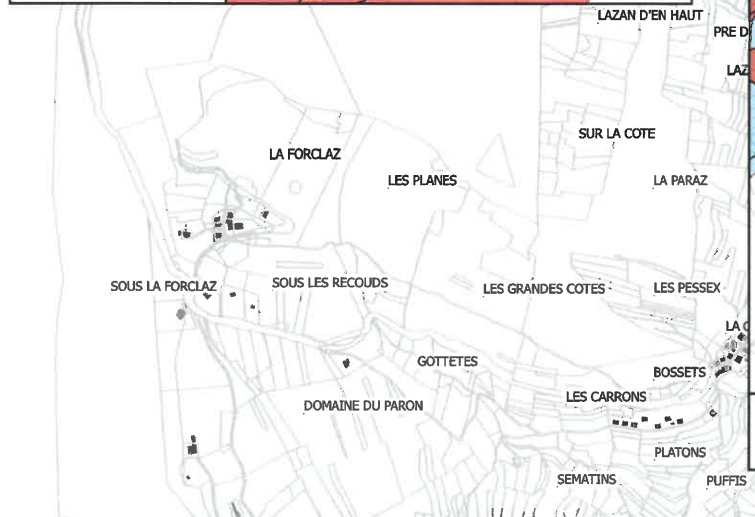 LAZAN D'EN HAUT
PRE D
LAZ
SUR LA COTE
LA FORCLAZ
LES PLANES
LA PARAZ
SOUS LA FORCLAZ
SOUS LES RECOUDS
LES GRANDES COTES
LES PESSEX
LA C
GOTTETES
BOSSETS
LES CARRONS
DOMAINE DU PARON
PLATONS
SEMATINS
PUFFIS